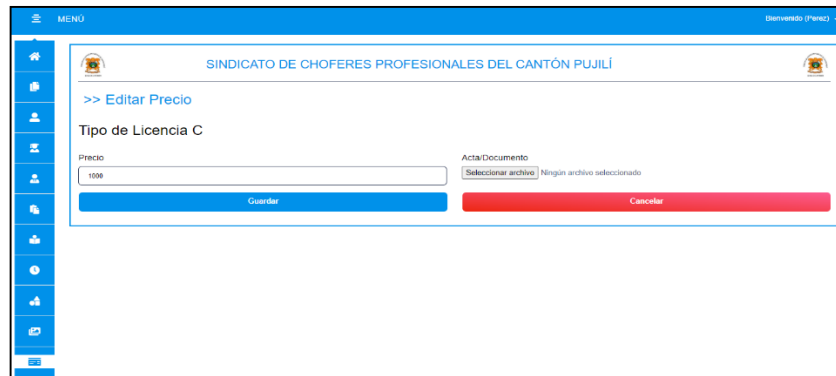 MENÚ
Bienvenido (Perez)
SINDICATO DE CHOFERES PROFESIONALES DEL CANTÓN PUJILÍ
>> Editar Precio
Tipo de Licencia C
Precio
Acta/Documento
1000
Seleccionar archivo Ningún archivo seleccionado
Guardar
Cancelar